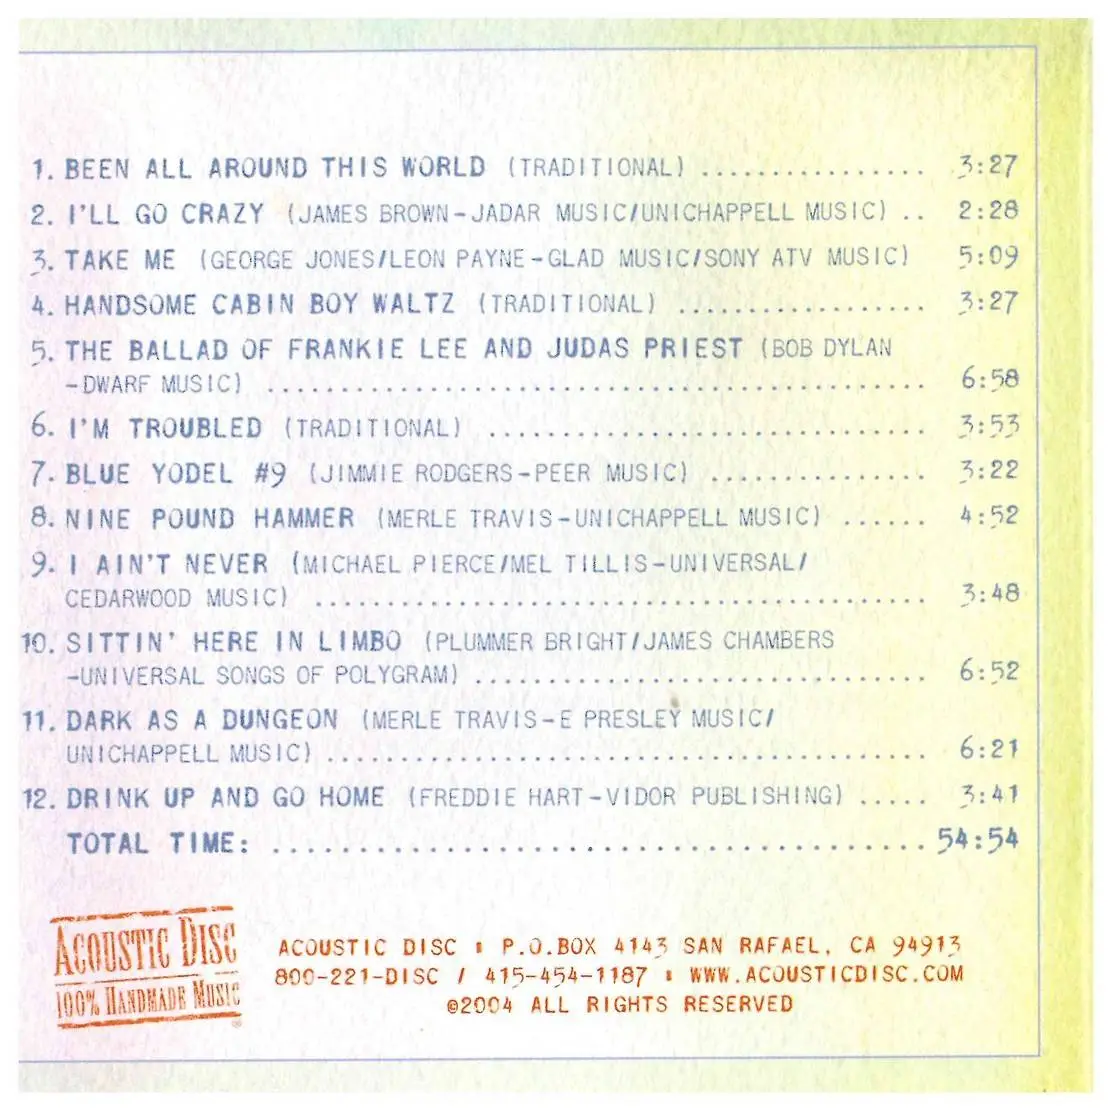 1. BEEN ALL AROUND THIS WORLD (TRADITIONAL) ................ 3:27
2. I'LL GO CRAZY (JAMES BROWN-JADAR MUSIC/UNICHAPPELL MUSIC) .. 2:28
3. TAKE ME (GEORGE JONES/LEON PAYNE-GLAD MUSIC/SONY ATV MUSIC) 5:09
4. HANDSOME CABIN BOY WALTZ (TRADITIONAL) .................. 3:27
5. THE BALLAD OF FRANKIE LEE AND JUDAS PRIEST (BOB DYLAN
-DWARF MUSIC) ................................................ 6:58
6. I'M TROUBLED (TRADITIONAL) ................................ 3:53
7. BLUE YODEL #9 (JIMMIE RODGERS-PEER MUSIC) ................ 3:22
8. NINE POUND HAMMER (MERLE TRAVIS-UNICHAPPELL MUSIC) ...... 4:52
9. I AIN'T NEVER (MICHAEL PIERCE/MEL TILLIS-UNIVERSAL/
CEDARWOOD MUSIC) ............................................ 3:48
10. SITTIN' HERE IN LIMBO (PLUMMER BRIGHT/JAMES CHAMBERS
-UNIVERSAL SONGS OF POLYGRAM) ................................. 6:52
11. DARK AS A DUNGEON (MERLE TRAVIS-E PRESLEY MUSIC/
UNICHAPPELL MUSIC) ........................................... 6:21
12. DRINK UP AND GO HOME (FREDDIE HART-VIDOR PUBLISHING) ..... 3:41
TOTAL TIME: ......................................... 54:54
ACOUSTIC DISC
100% HANDMADE MUSIC
®
ACOUSTIC DISC ▪ P.O.BOX 4143 SAN RAFAEL, CA 94913
800-221-DISC / 415-454-1187 ▪ WWW.ACOUSTICDISC.COM
©2004 ALL RIGHTS RESERVED